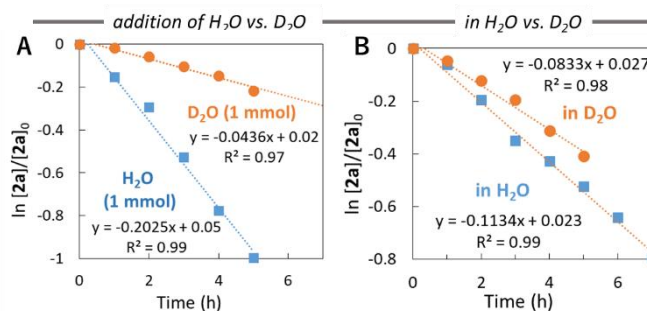 addition of H₂O vs. D₂O
in H₂O vs. D₂O
A
ln [2a]/[2a]₀
0
-0.2
-0.4
-0.6
-0.8
-1
D₂O (1 mmol)
y = -0.0436x + 0.02
R² = 0.97
H₂O
(1 mmol)
y = -0.2025x + 0.05
R² = 0.99
0 2 4 6
Time (h)
B
ln [2a]/[2a]₀
0
-0.2
-0.4
-0.6
-0.8
y = -0.0833x + 0.027
R² = 0.98
in D₂O
in H₂O
y = -0.1134x + 0.023
R² = 0.99
0 1 2 3 4 5 6
Time (h)